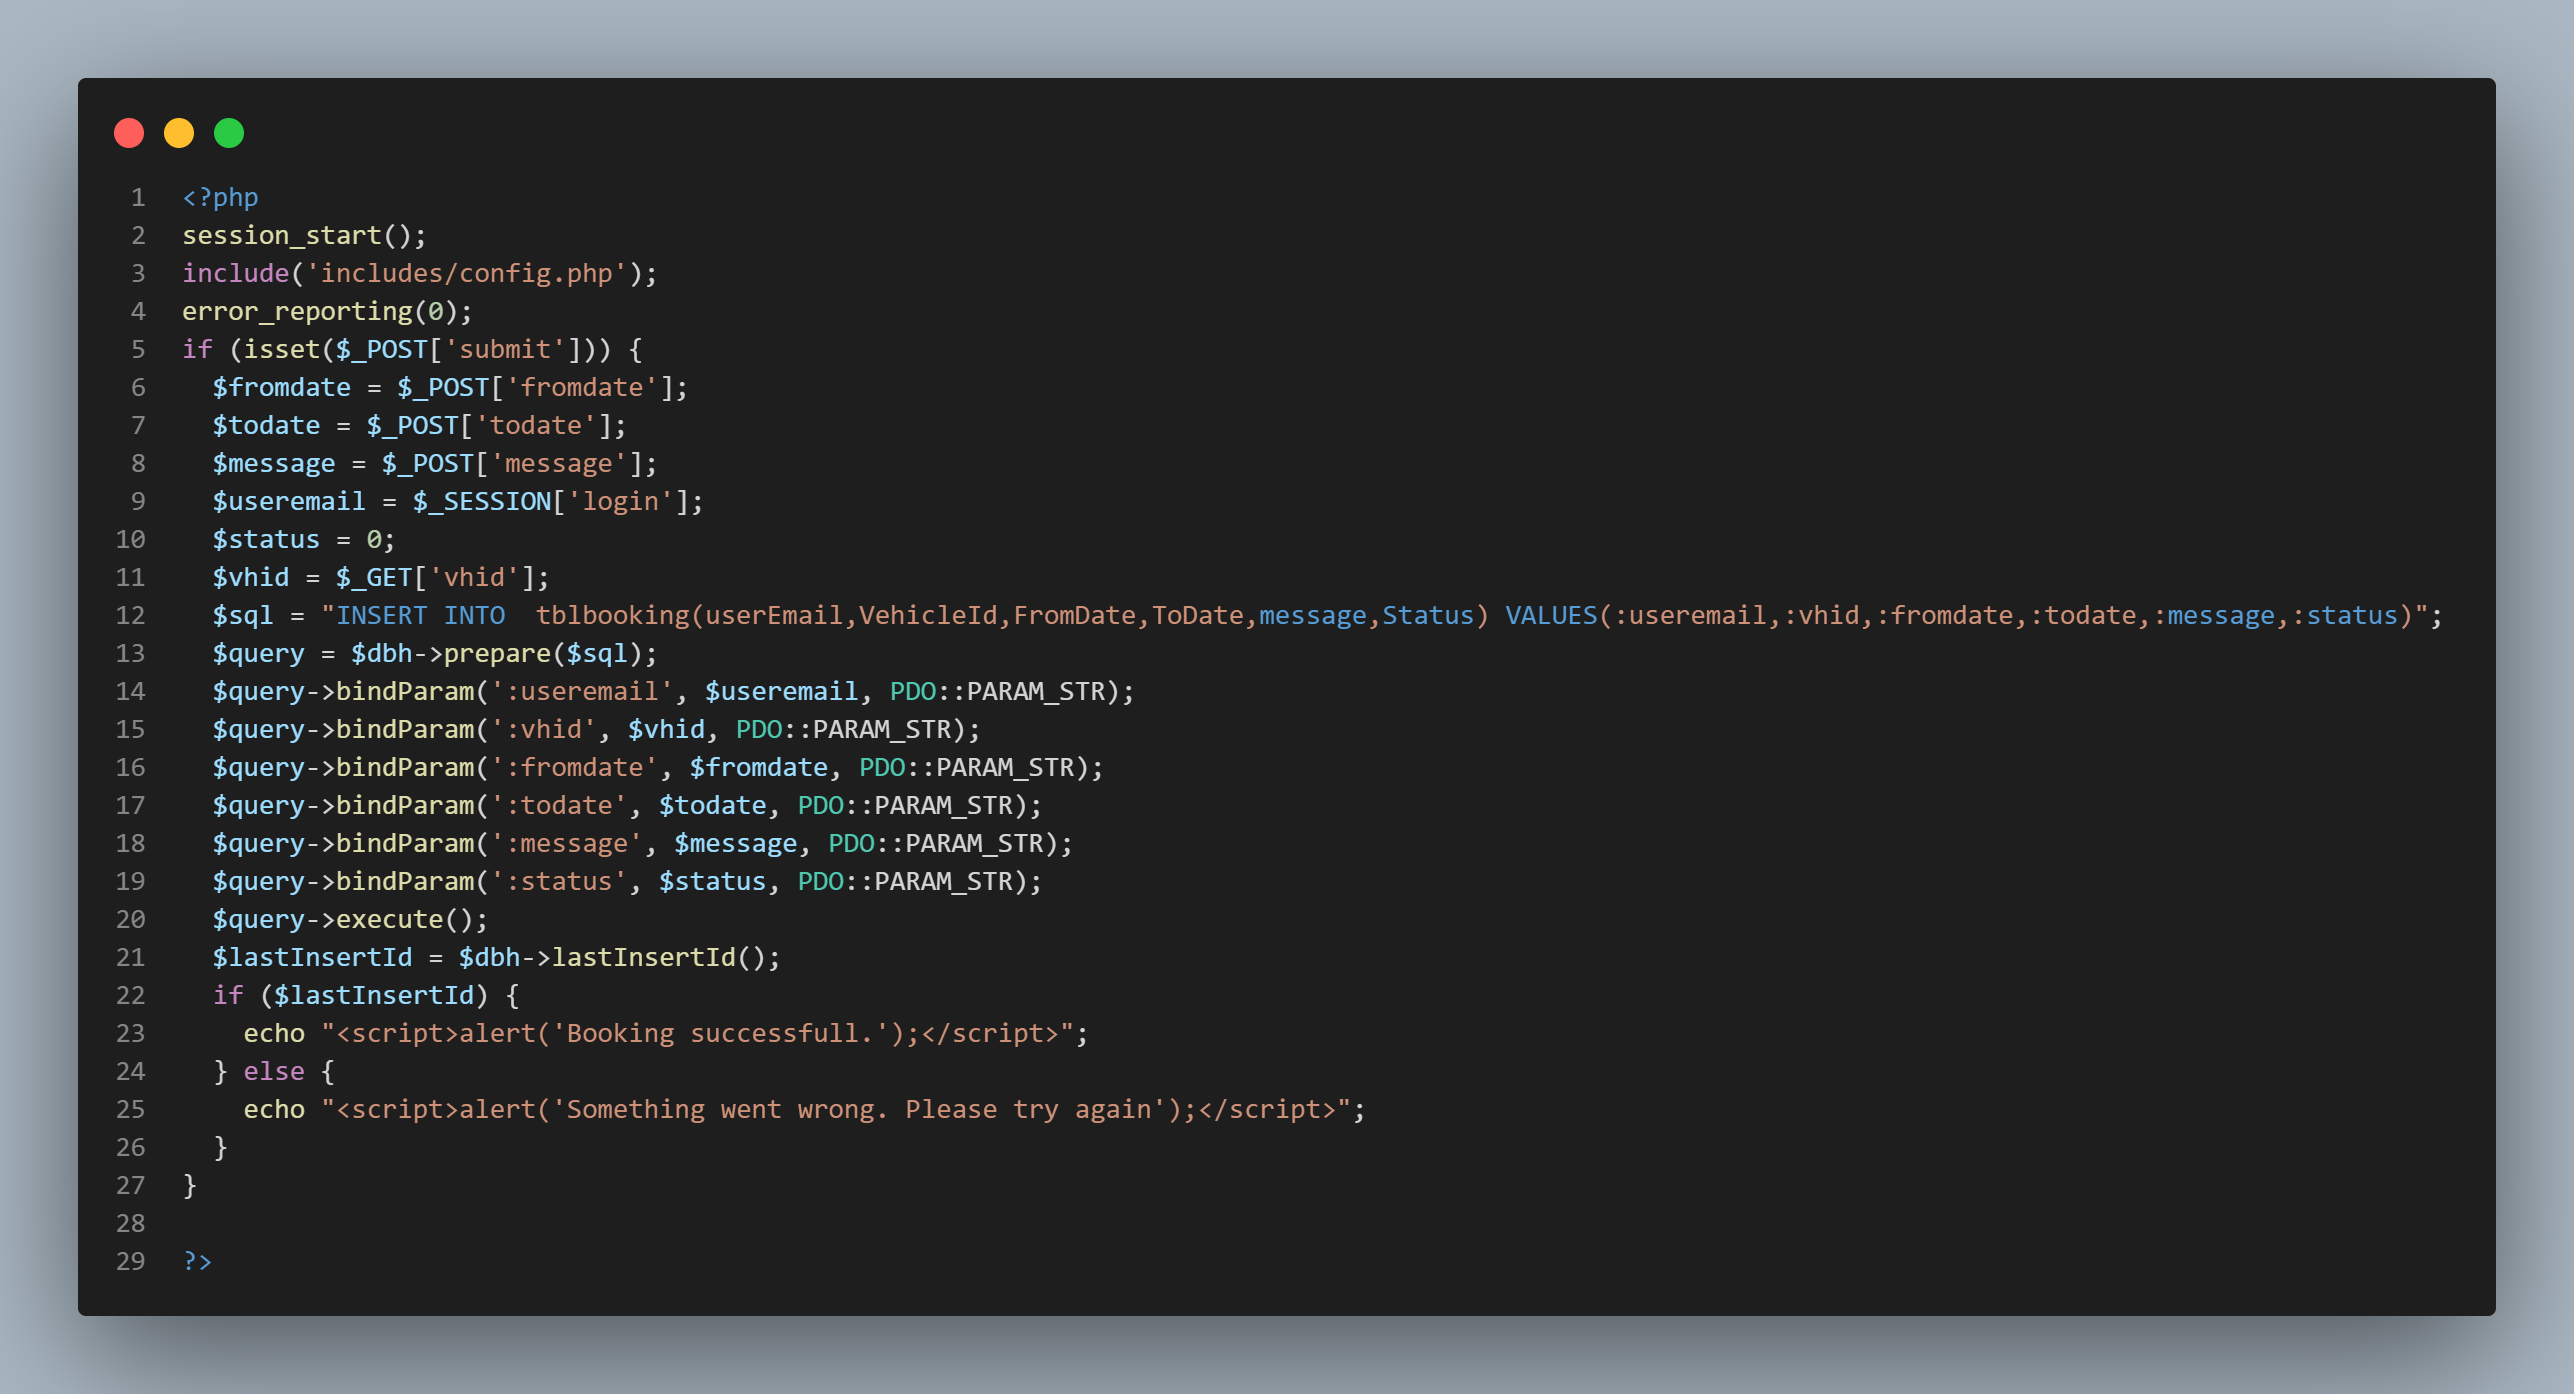 1 <?php
2 session_start();
3 include('includes/config.php');
4 error_reporting(0);
5 if (isset($_POST['submit'])) {
6   $fromdate = $_POST['fromdate'];
7   $todate = $_POST['todate'];
8   $message = $_POST['message'];
9   $useremail = $_SESSION['login'];
10   $status = 0;
11   $vhid = $_GET['vhid'];
12   $sql = "INSERT INTO  tblbooking(userEmail,VehicleId,FromDate,ToDate,message,Status) VALUES(:useremail,:vhid,:fromdate,:todate,:message,:status)";
13   $query = $dbh->prepare($sql);
14   $query->bindParam(':useremail', $useremail, PDO::PARAM_STR);
15   $query->bindParam(':vhid', $vhid, PDO::PARAM_STR);
16   $query->bindParam(':fromdate', $fromdate, PDO::PARAM_STR);
17   $query->bindParam(':todate', $todate, PDO::PARAM_STR);
18   $query->bindParam(':message', $message, PDO::PARAM_STR);
19   $query->bindParam(':status', $status, PDO::PARAM_STR);
20   $query->execute();
21   $lastInsertId = $dbh->lastInsertId();
22   if ($lastInsertId) {
23     echo "<script>alert('Booking successfull.');</script>";
24   } else {
25     echo "<script>alert('Something went wrong. Please try again');</script>";
26   }
27 }
28
29 ?>